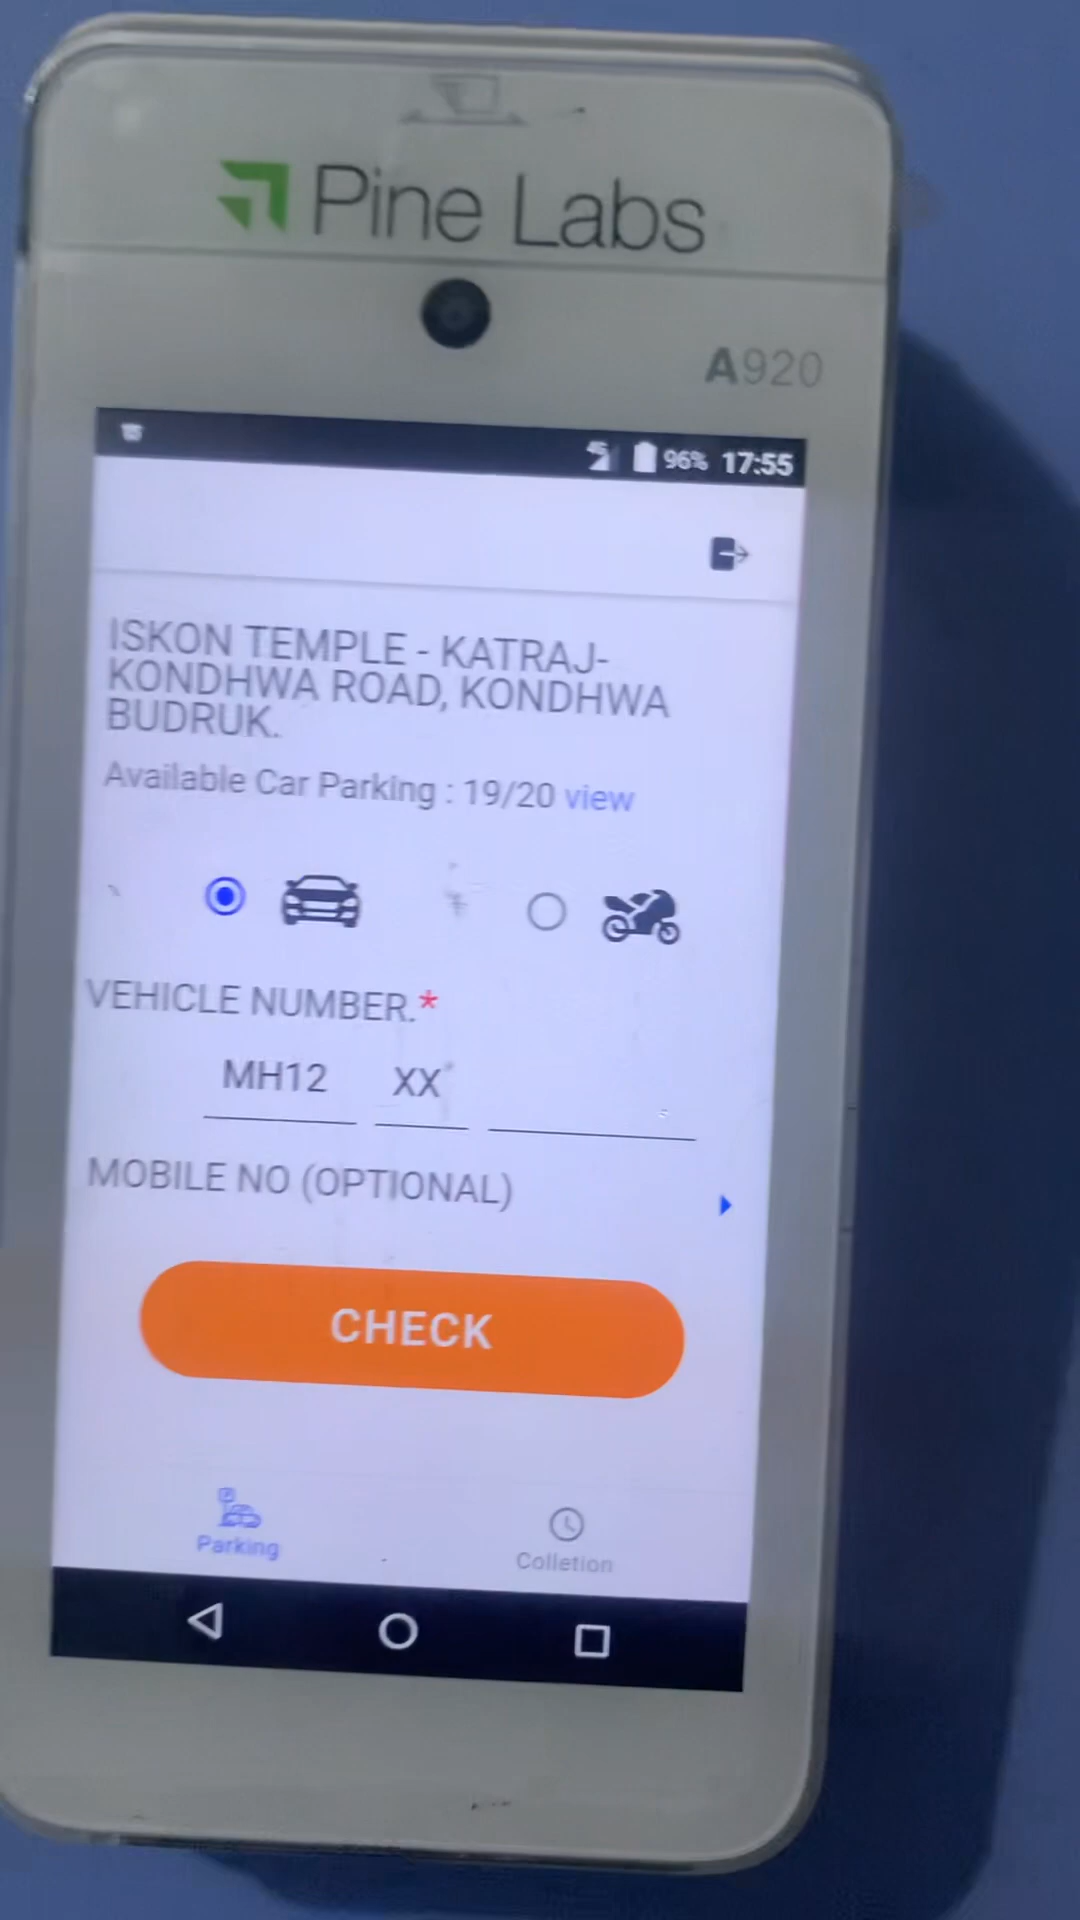 Pine Labs
A920
96% 17:55
ISKON TEMPLE - KATRAJ-
KONDHWA ROAD, KONDHWA
BUDRUK.
Available Car Parking : 19/20 view
VEHICLE NUMBER.*
MH12 XX
MOBILE NO (OPTIONAL)
CHECK
Parking
Colletion